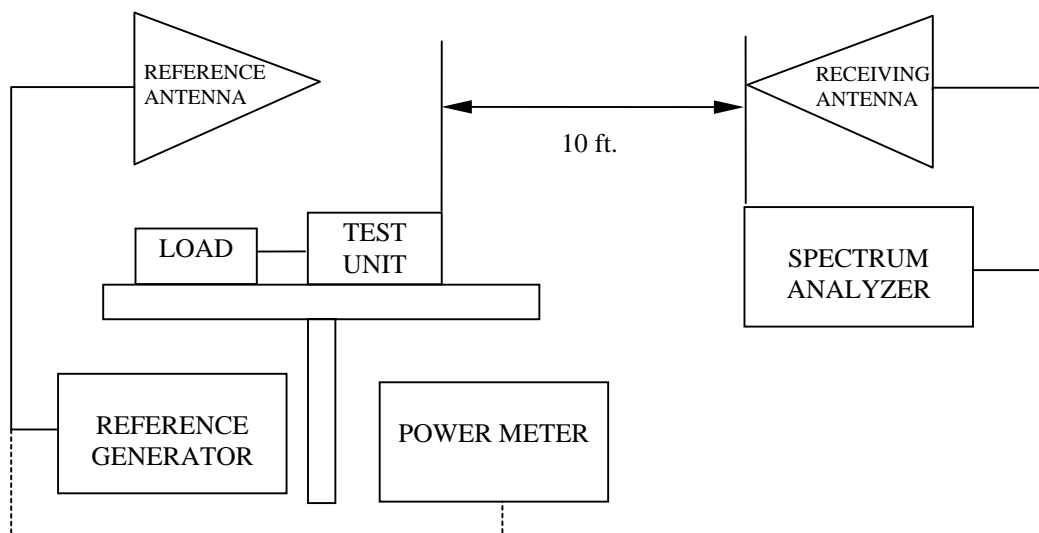 REFERENCE
ANTENNA
RECEIVING
ANTENNA
10 ft.
LOAD
TEST
UNIT
SPECTRUM
ANALYZER
REFERENCE
GENERATOR
POWER METER